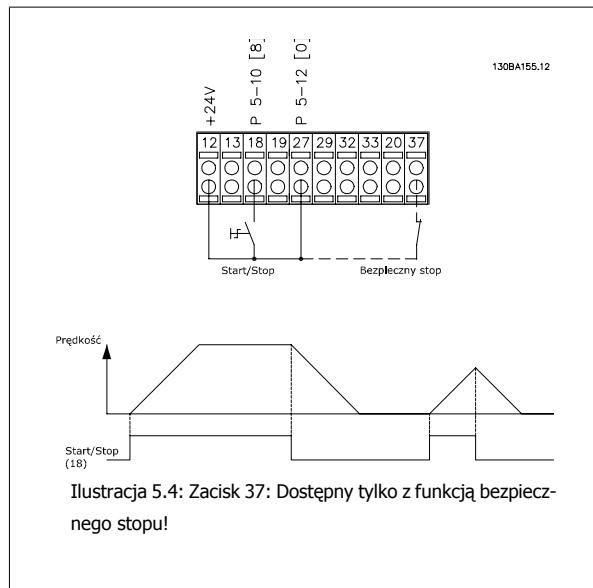 130BA155.12
+24V
P 5-10 [8]
P 5-12 [0]
12 13 18 19 27 29 32 33 20 37
Start/Stop
Bezpieczny stop
Prędkość
Start/Stop
(18)
Ilustracja 5.4: Zacisk 37: Dostępny tylko z funkcją bezpiecz-
nego stopu!